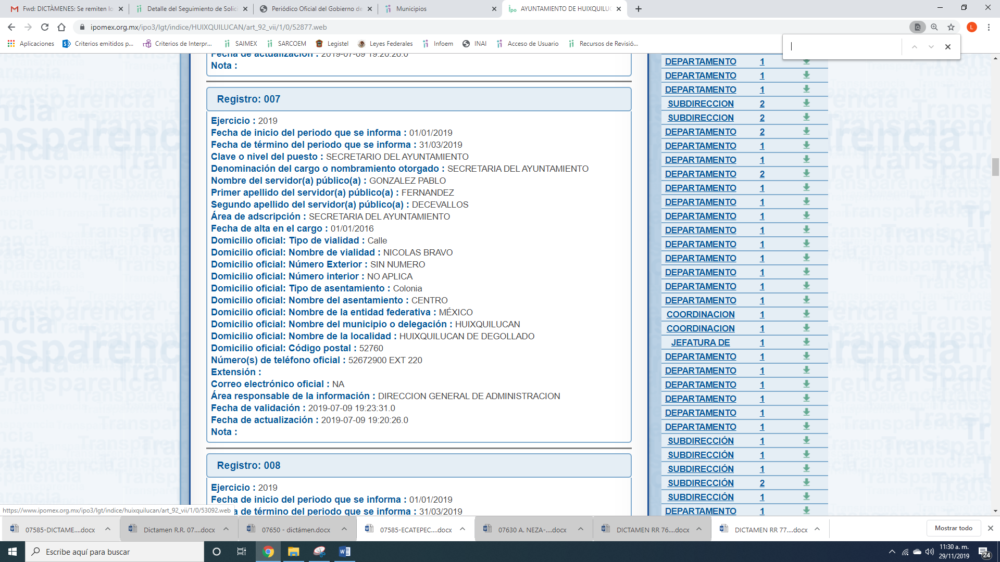 Fwd: DICTÀMENES: Se remiten lo
Detalle del Seguimiento de Solici
Periódico Oficial del Gobierno de
Municipios
ipo AYUNTAMIENTO DE HUIXQUILUC
ipomex.org.mx/ipo3/lgt/indice/HUIXQUILUCAN/art_92_vii/1/0/52877.web
L
Aplicaciones
Criterios emitidos p...
Criterios de Interpr...
SAIMEX
SARCOEM
Legistel
Leyes Federales
Infoem
INAI
Acceso de Usuario
Recursos de Revisió...
Fecha de actualización : 2019-07-09 19:20:26.0
Nota :
Registro: 007
Ejercicio : 2019
Fecha de inicio del periodo que se informa : 01/01/2019
Fecha de término del periodo que se informa : 31/03/2019
Clave o nivel del puesto : SECRETARIO DEL AYUNTAMIENTO
Denominación del cargo o nombramiento otorgado : SECRETARIA DEL AYUNTAMIENTO
Nombre del servidor(a) público(a) : GONZALEZ PABLO
Primer apellido del servidor(a) público(a) : FERNANDEZ
Segundo apellido del servidor(a) público(a) : DECEVALLOS
Área de adscripción : SECRETARIA DEL AYUNTAMIENTO
Fecha de alta en el cargo : 01/01/2016
Domicilio oficial: Tipo de vialidad : Calle
Domicilio oficial: Nombre de vialidad : NICOLAS BRAVO
Domicilio oficial: Número Exterior : SIN NUMERO
Domicilio oficial: Número interior : NO APLICA
Domicilio oficial: Tipo de asentamiento : Colonia
Domicilio oficial: Nombre del asentamiento : CENTRO
Domicilio oficial: Nombre de la entidad federativa : MÉXICO
Domicilio oficial: Nombre del municipio o delegación : HUIXQUILUCAN
Domicilio oficial: Nombre de la localidad : HUIXQUILUCAN DE DEGOLLADO
Domicilio oficial: Código postal : 52760
Número(s) de teléfono oficial : 52672900 EXT 220
Extensión :
Correo electrónico oficial : NA
Área responsable de la información : DIRECCION GENERAL DE ADMINISTRACION
Fecha de validación : 2019-07-09 19:23:31.0
Fecha de actualización : 2019-07-09 19:20:26.0
Nota :
Registro: 008
Ejercicio : 2019
Fecha de inicio del periodo que se informa : 01/01/2019
a de término del periodo que se informa : 31/03/2019
DEPARTAMENTO 1
DEPARTAMENTO 1
DEPARTAMENTO 1
SUBDIRECCION 2
SUBDIRECCION 2
DEPARTAMENTO 2
DEPARTAMENTO 1
DEPARTAMENTO 1
DEPARTAMENTO 2
DEPARTAMENTO 1
DEPARTAMENTO 1
DEPARTAMENTO 1
DEPARTAMENTO 1
DEPARTAMENTO 1
DEPARTAMENTO 1
DEPARTAMENTO 1
DEPARTAMENTO 1
DEPARTAMENTO 1
COORDINACION 1
COORDINACION 1
JEFATURA DE 1
DEPARTAMENTO 1
DEPARTAMENTO 1
DEPARTAMENTO 1
DEPARTAMENTO 1
DEPARTAMENTO 1
DEPARTAMENTO 1
SUBDIRECCIÓN 1
SUBDIRECCIÓN 1
SUBDIRECCIÓN 1
SUBDIRECCIÓN 2
SUBDIRECCIÓN 1
DEPARTAMENTO 1
https://www.ipomex.org.mx/ipo3/lgt/indice/huixquilucan/art_92_vii/1/0/53092.web
07585-DICTAME....docx
Dictamen R.R. 07....docx
07650 - dictámen.docx
07585-ECATEPEC....docx
07630 A. NEZA-....docx
DICTAMEN RR 76....docx
DICTAMEN RR 77....docx
Mostrar todo
Escribe aquí para buscar
11:30 a. m.
29/11/2019
24